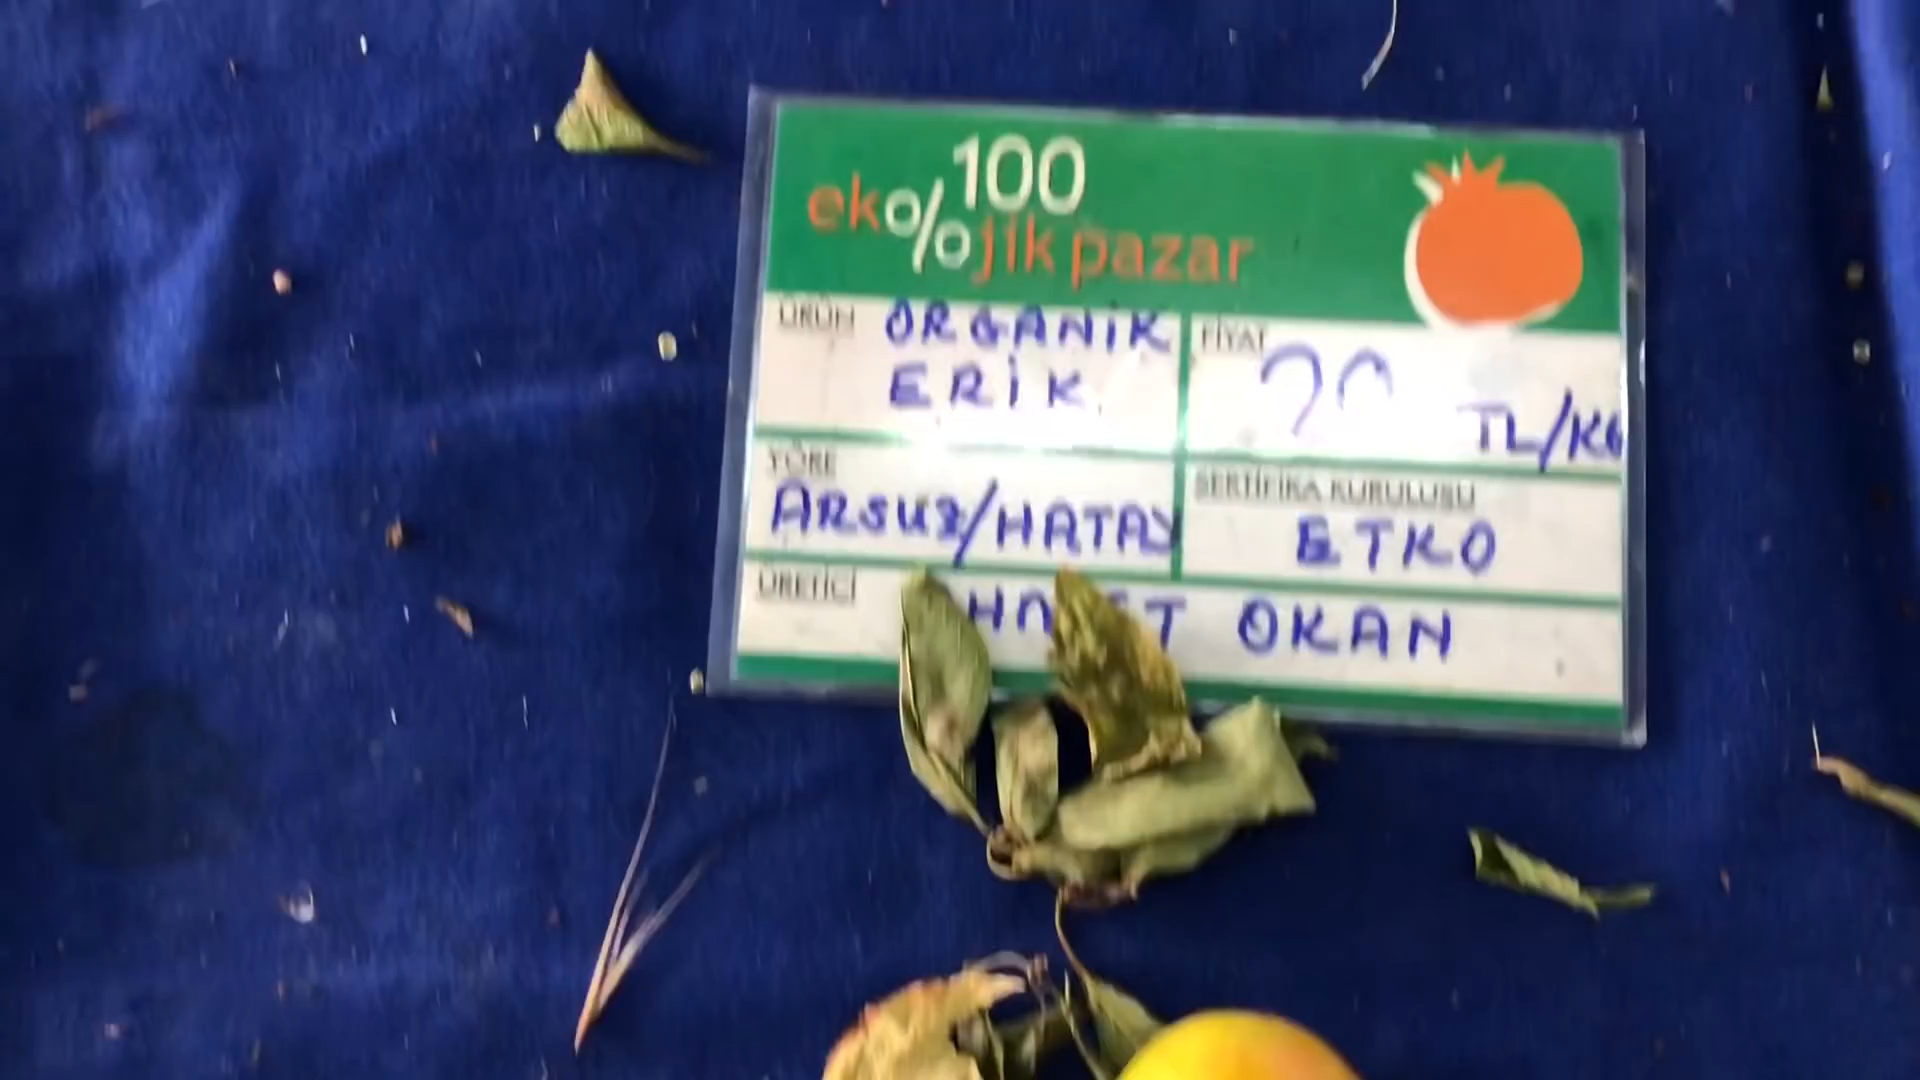 100
eko%ojik pazar
ÜRÜN ORGANİK
ERİK
FİYAT
TL/KG
YÖRE
ARSUZ/HATAY
SERTİFİKA KURULUŞU
ETKO
ÜRETİCİ
OKAN